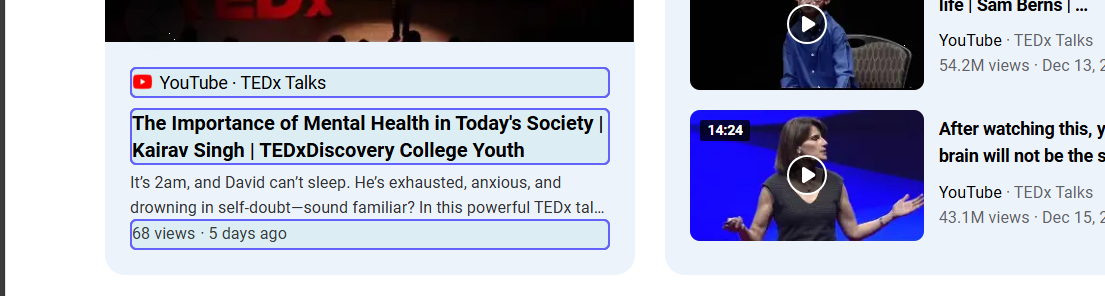 TEDx
YouTube · TEDx Talks
The Importance of Mental Health in Today's Society |
Kairav Singh | TEDxDiscovery College Youth
It's 2am, and David can't sleep. He's exhausted, anxious, and
drowning in self-doubt—sound familiar? In this powerful TEDx tal...
68 views · 5 days ago
life | Sam Berns | ...
YouTube · TEDx Talks
54.2M views · Dec 13, 2
14:24
After watching this, y
brain will not be the s
YouTube · TEDx Talks
43.1M views · Dec 15, 2